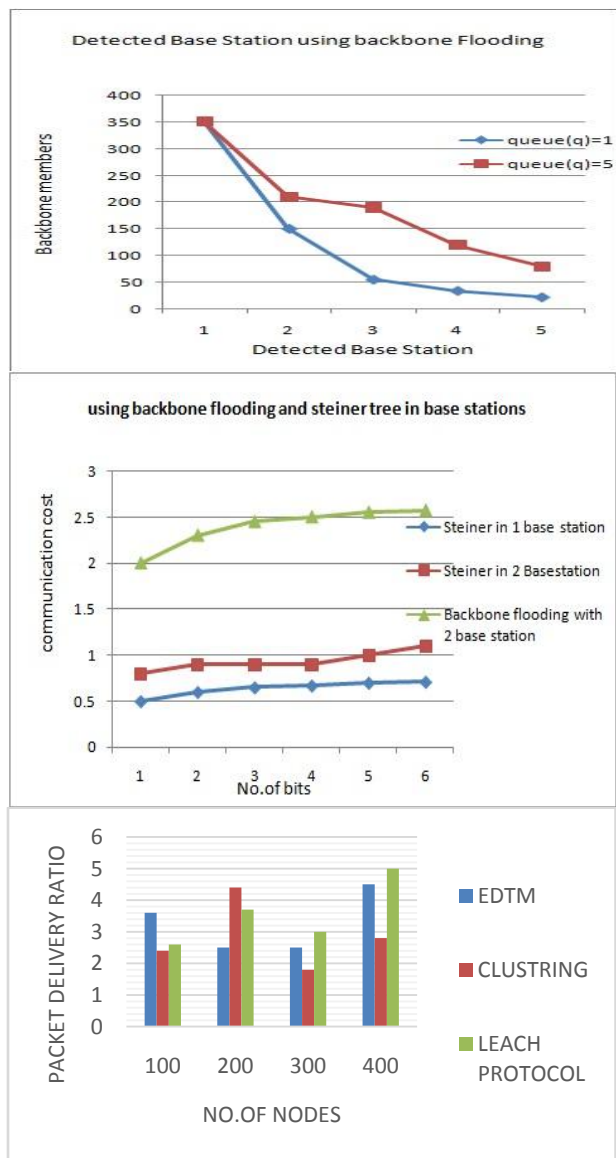 Detected Base Station using backbone Flooding
Backbone members
400
350
300
250
200
150
100
50
0
queue(q)=1
queue(q)=5
1 2 3 4 5
Detected Base Station
using backbone flooding and steiner tree in base stations
communication cost
3
2.5
2
1.5
1
0.5
0
Steiner in 1 base station
Steiner in 2 Basestation
Backbone flooding with
2 base station
1 2 3 4 5 6
No.of bits
PACKET DELIVERY RATIO
6
5
4
3
2
1
0
EDTM
CLUSTRING
LEACH
PROTOCOL
100 200 300 400
NO.OF NODES